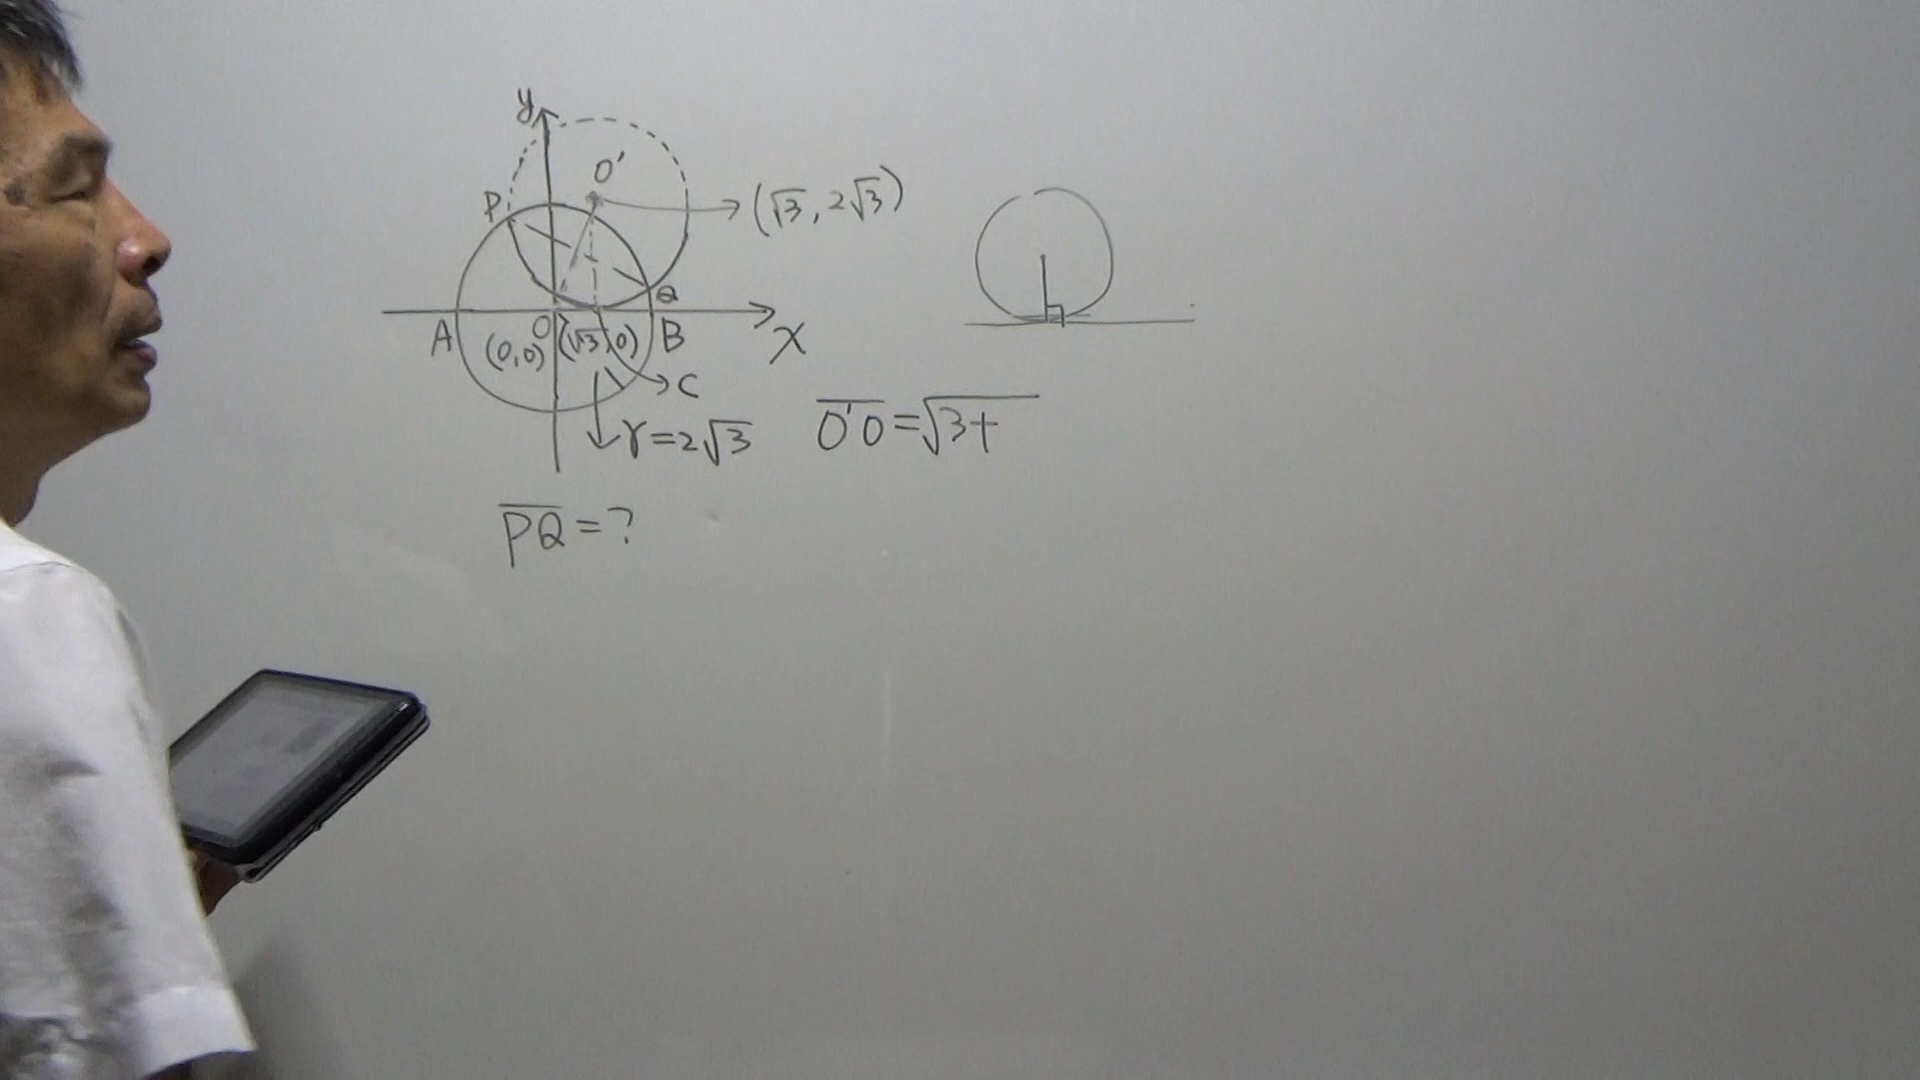 y
O'
P
(√3, 2√3)
Q
A
O
B
x
(0,0)
(√3,0)
C
r=2√3
O'O=√3+
PQ=?